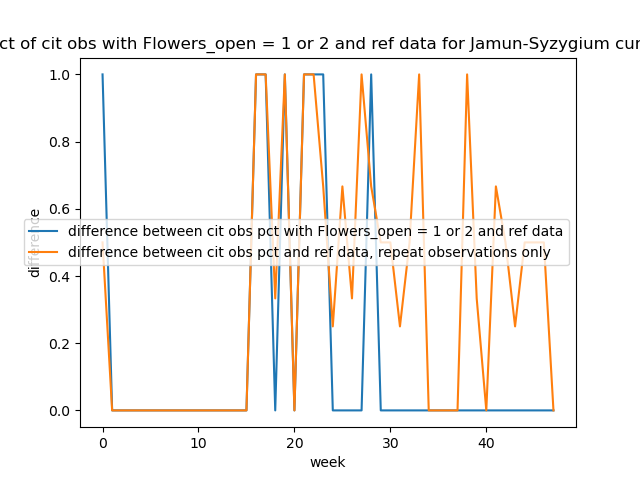 ct of cit obs with Flowers_open = 1 or 2 and ref data for Jamun-Syzygium cur
1.0
0.8
0.6
0.4
0.2
0.0
difference
difference between cit obs pct with Flowers_open = 1 or 2 and ref data
difference between cit obs pct and ref data, repeat observations only
0 10 20 30 40
week